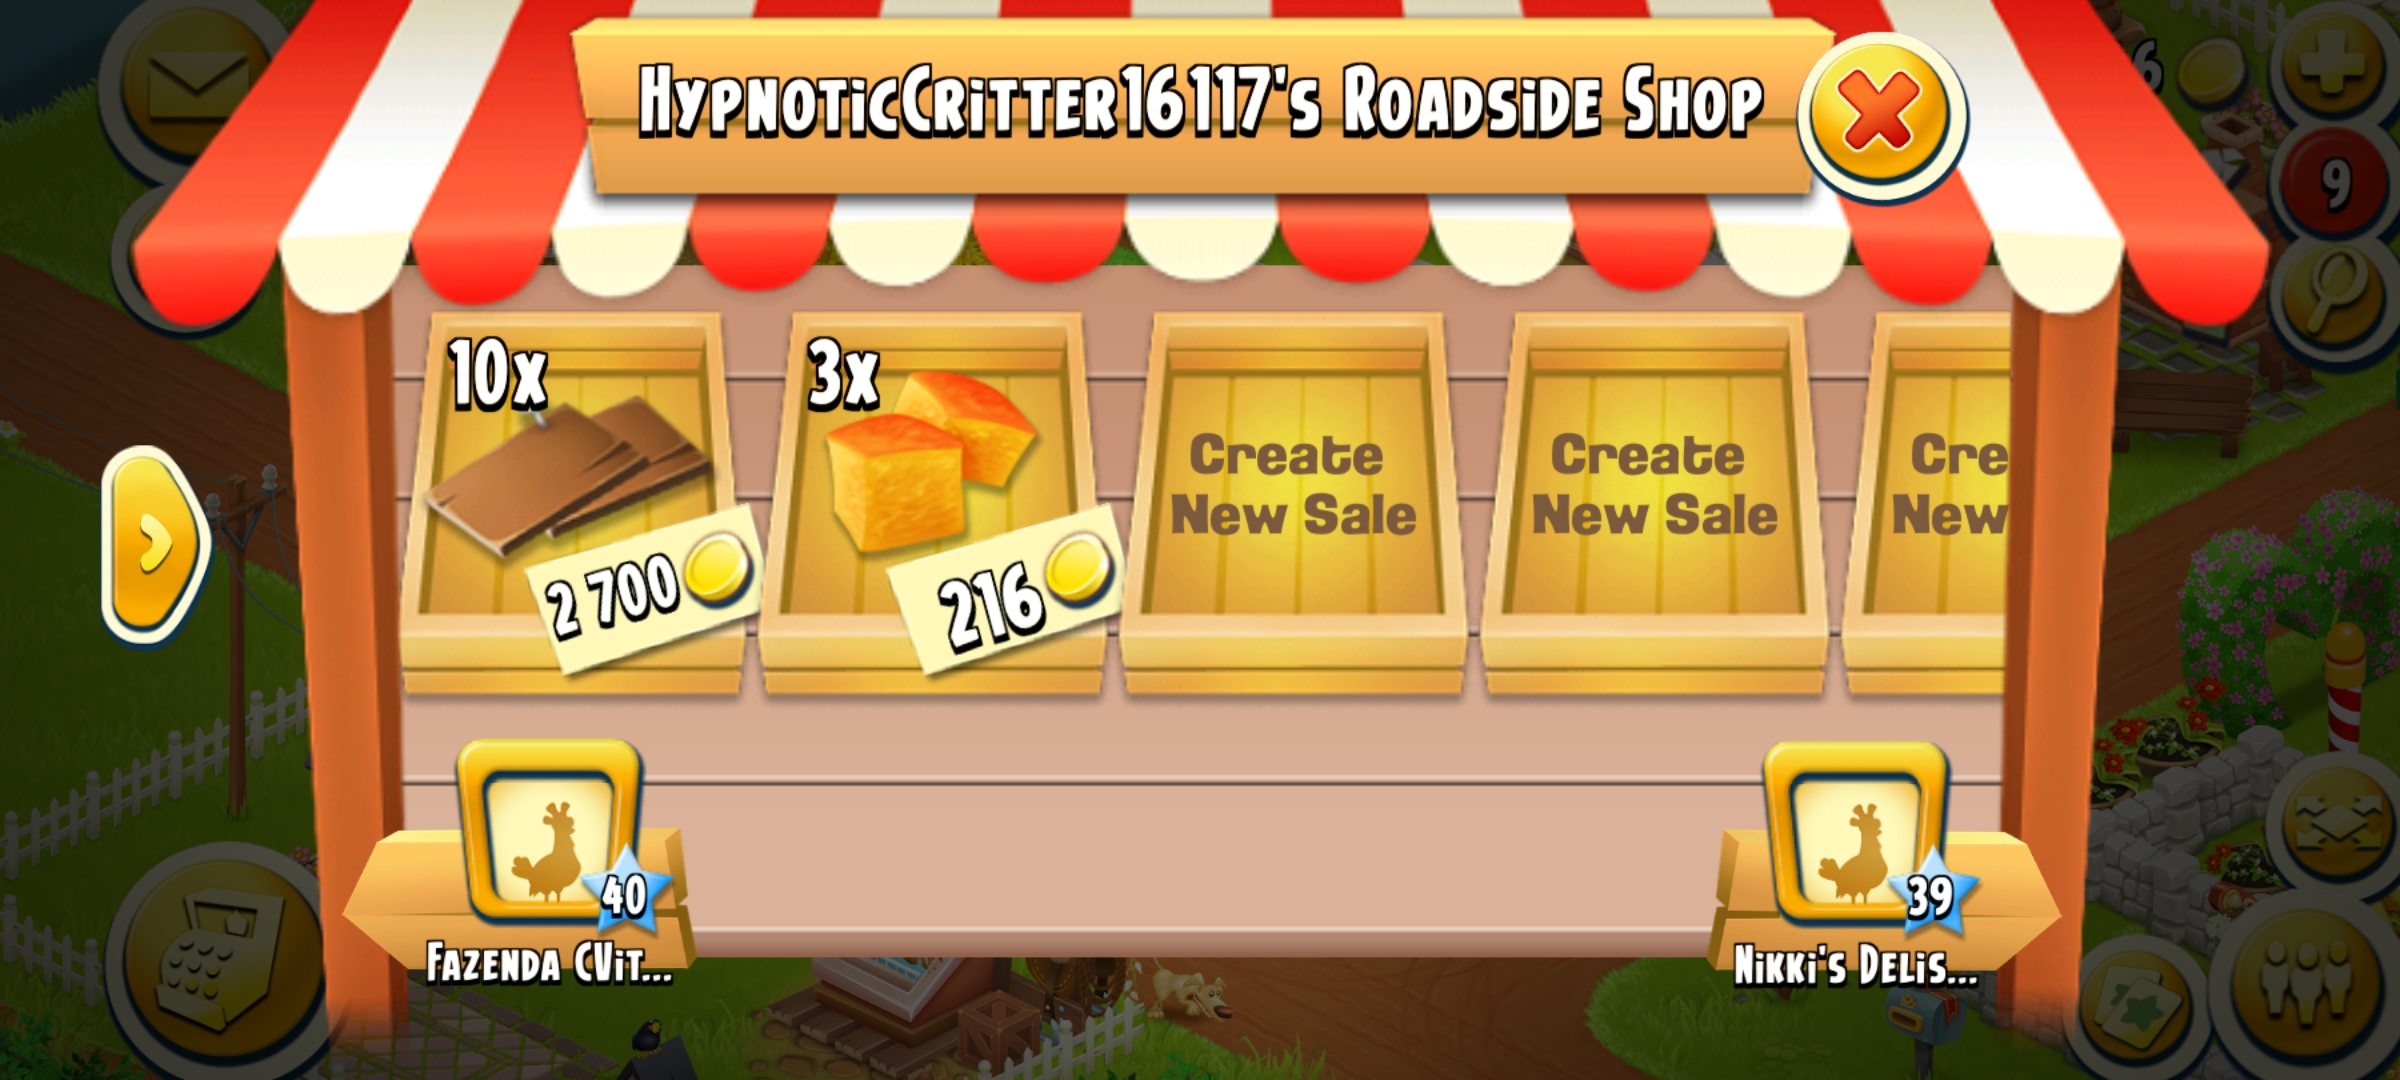 HypnoticCritter16117's Roadside Shop
6
9
10x
2 700
3x
216
Create
New Sale
Create
New Sale
Cre
New
40
Fazenda CVit...
39
Nikki's Delis...